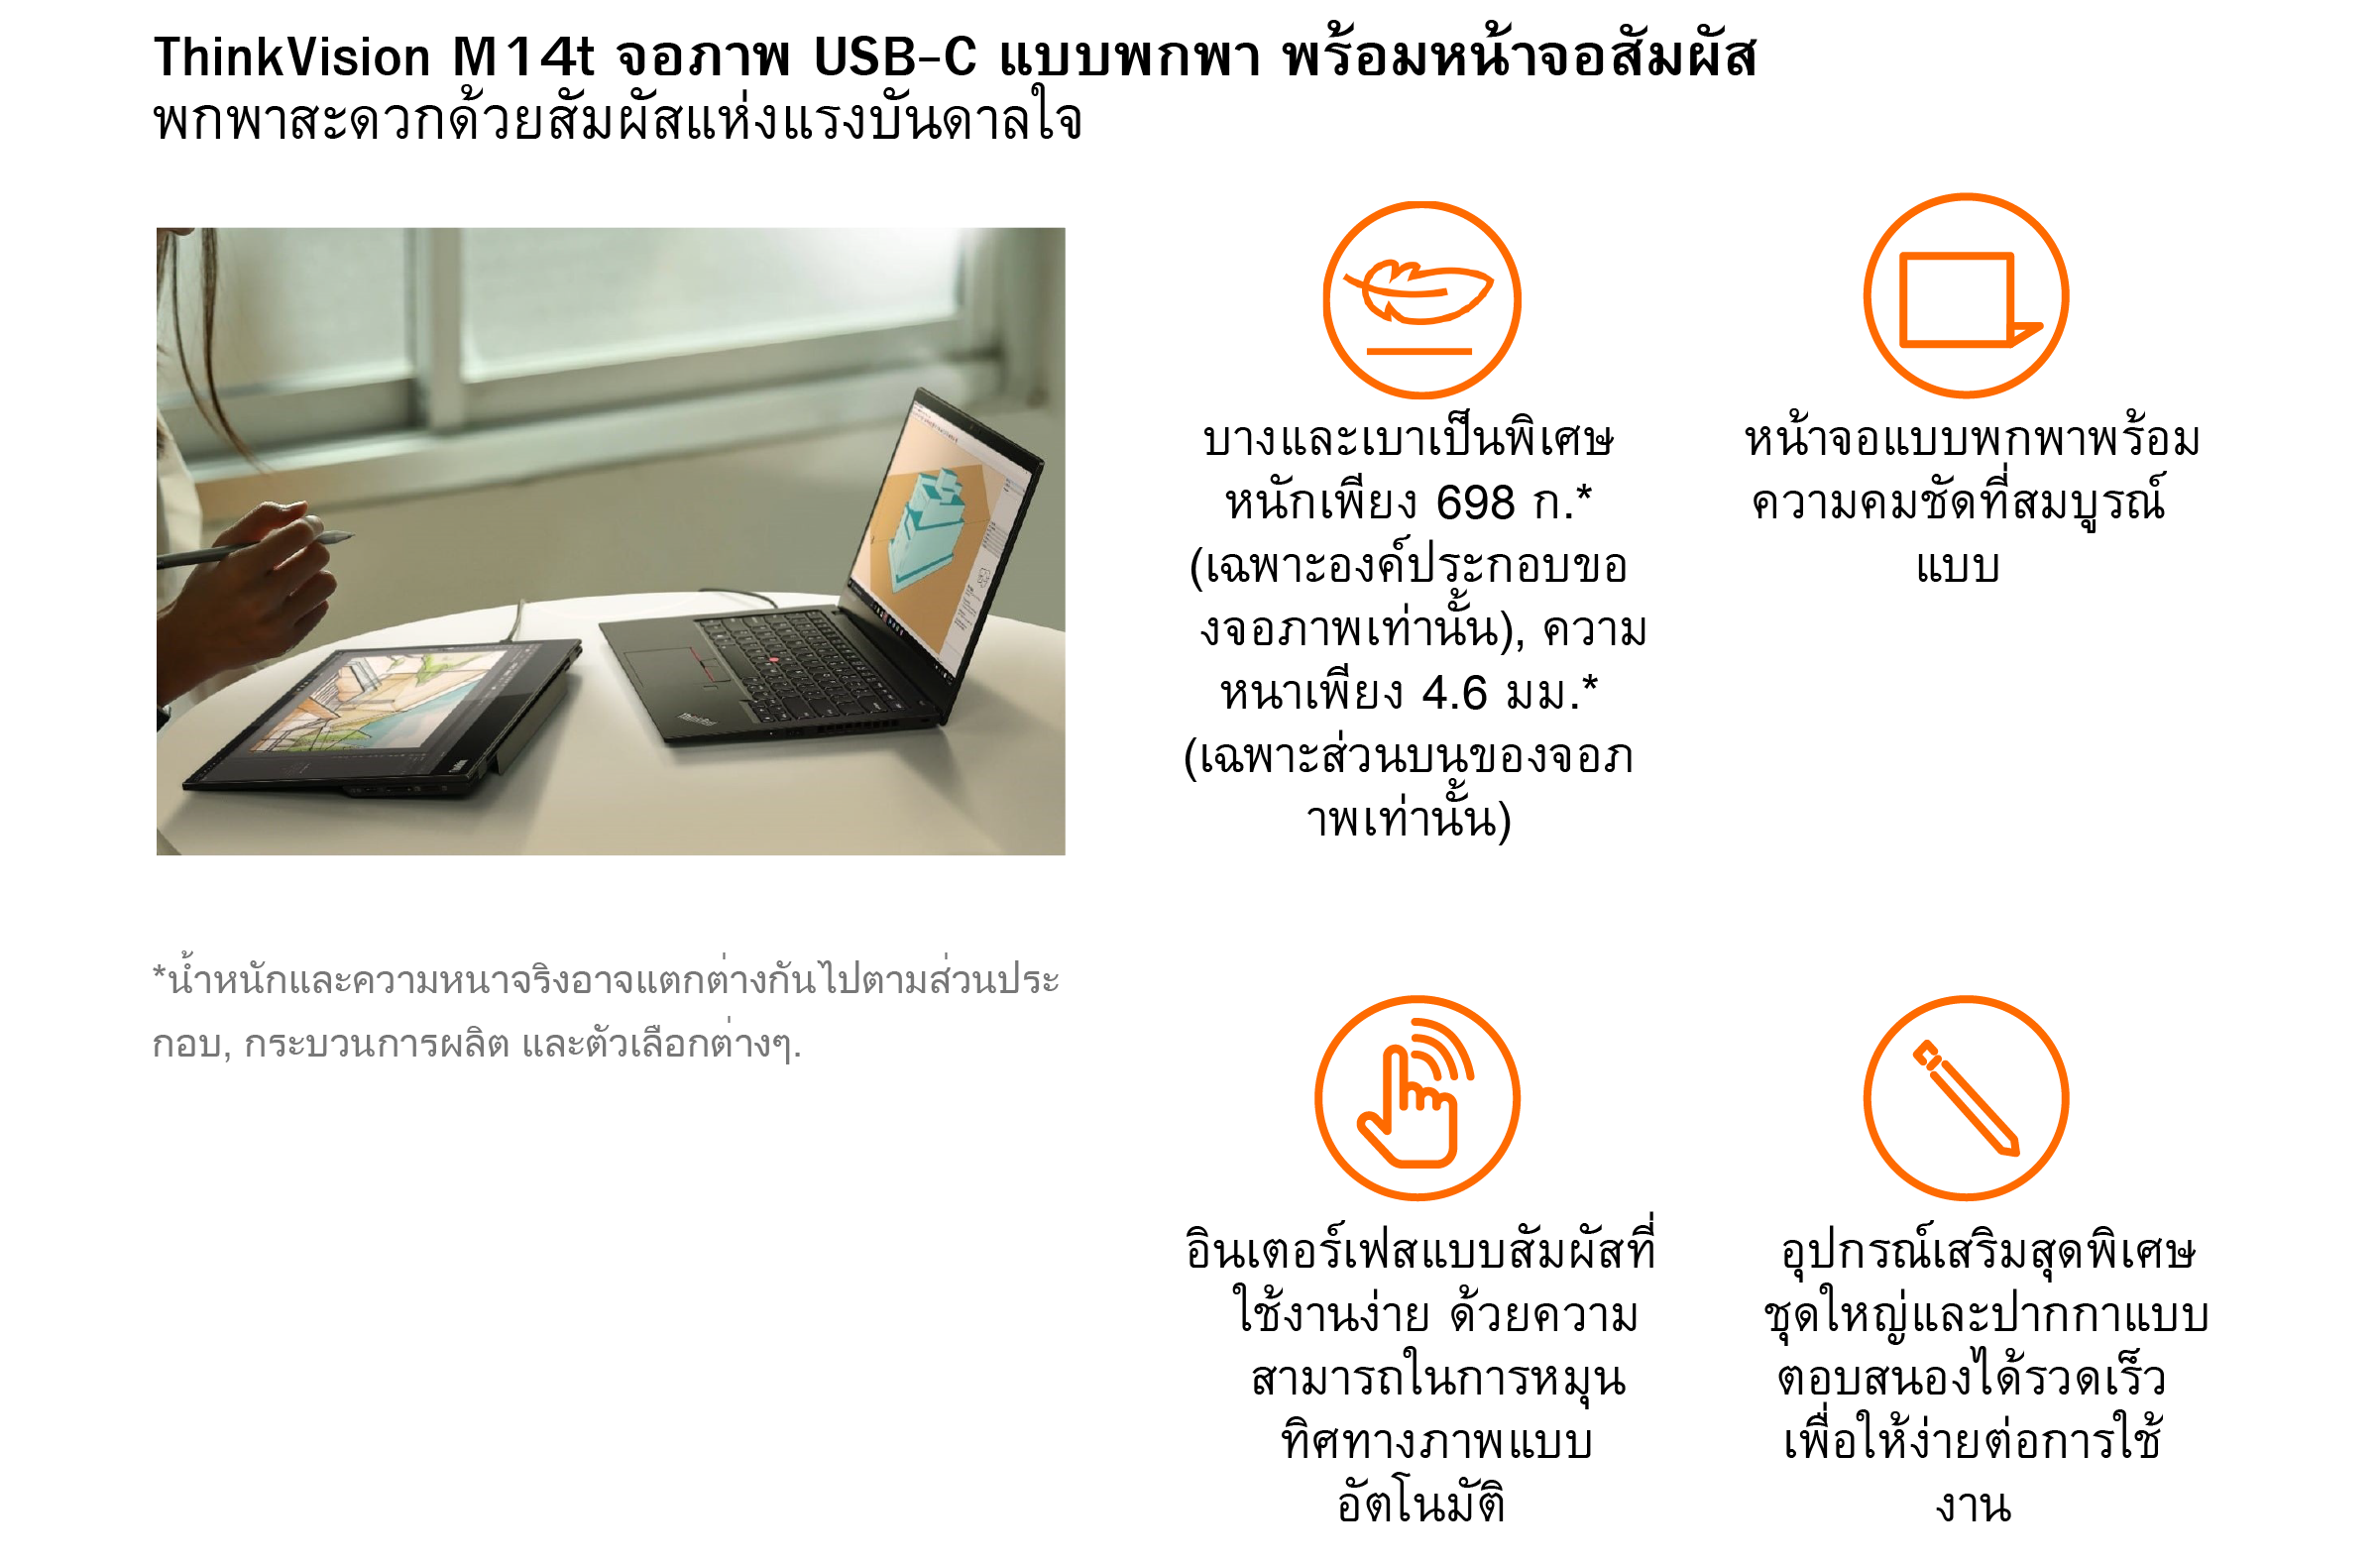 ThinkVision M14t จอภาพ USB-C แบบพกพา พร้อมหน้าจอสัมผัส
พกพาสะดวกด้วยสัมผัสแห่งแรงบันดาลใจ
บางและเบาเป็นพิเศษ
หนักเพียง 698 ก.*
(เฉพาะองค์ประกอบขอ
งจอภาพเท่านั้น), ความ
หนาเพียง 4.6 มม.*
(เฉพาะส่วนบนของจอภ
าพเท่านั้น)
หน้าจอแบบพกพาพร้อม
ความคมชัดที่สมบูรณ์
แบบ
*น้ำหนักและความหนาจริงอาจแตกต่างกันไปตามส่วนประ
กอบ, กระบวนการผลิต และตัวเลือกต่างๆ.
อินเตอร์เฟสแบบสัมผัสที่
ใช้งานง่าย ด้วยความ
สามารถในการหมุน
ทิศทางภาพแบบ
อัตโนมัติ
อุปกรณ์เสริมสุดพิเศษ
ชุดใหญ่และปากกาแบบ
ตอบสนองได้รวดเร็ว
เพื่อให้ง่ายต่อการใช้
งาน